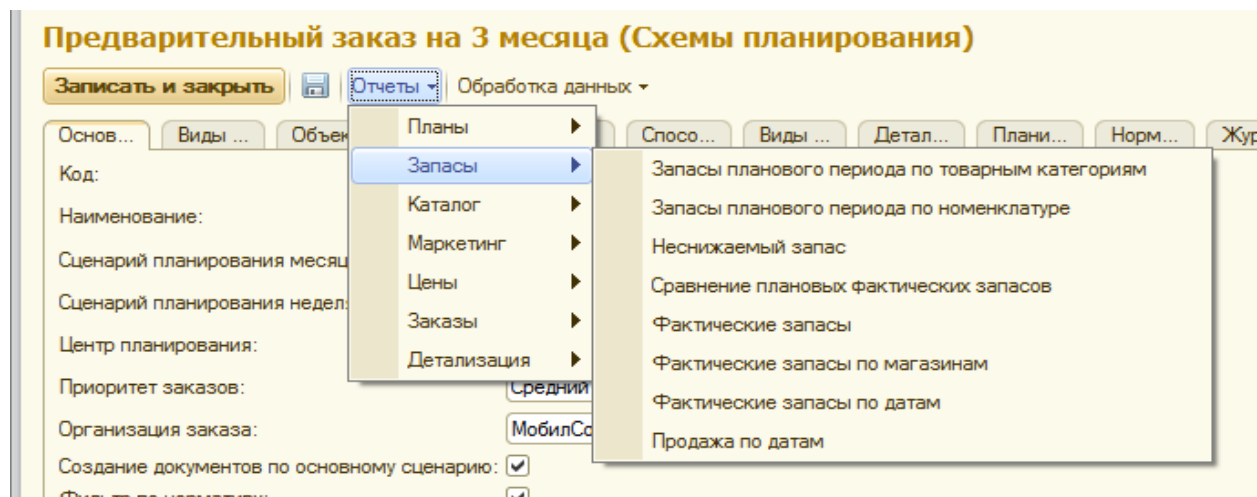 Предварительный заказ на 3 месяца (Схемы планирования)
Записать и закрыть Отчеты Обработка данных
Основ... Виды ... Объек Спосо... Виды ... Детал... Плани... Норм... Жур
Планы
Запасы
Каталог
Маркетинг
Цены
Заказы
Детализация
Запасы планового периода по товарным категориям
Запасы планового периода по номенклатуре
Неснижаемый запас
Сравнение плановых фактических запасов
Фактические запасы
Фактические запасы по магазинам
Фактические запасы по датам
Продажа по датам
Код:
Наименование:
Сценарий планирования месяц
Сценарий планирования недел
Центр планирования:
Приоритет заказов: Средний
Организация заказа: МобилСо
Создание документов по основному сценарию: